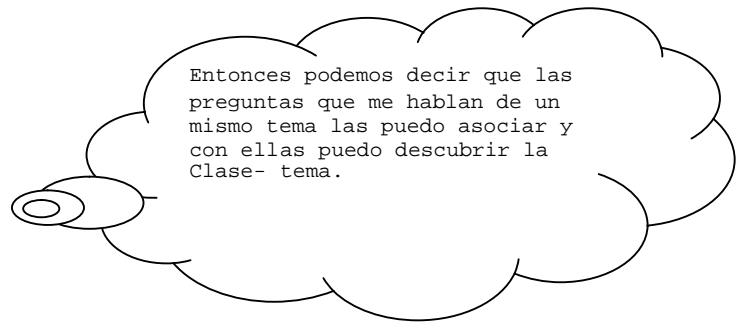 Entonces podemos decir que las
preguntas que me hablan de un
mismo tema las puedo asociar y
con ellas puedo descubrir la
Clase- tema.